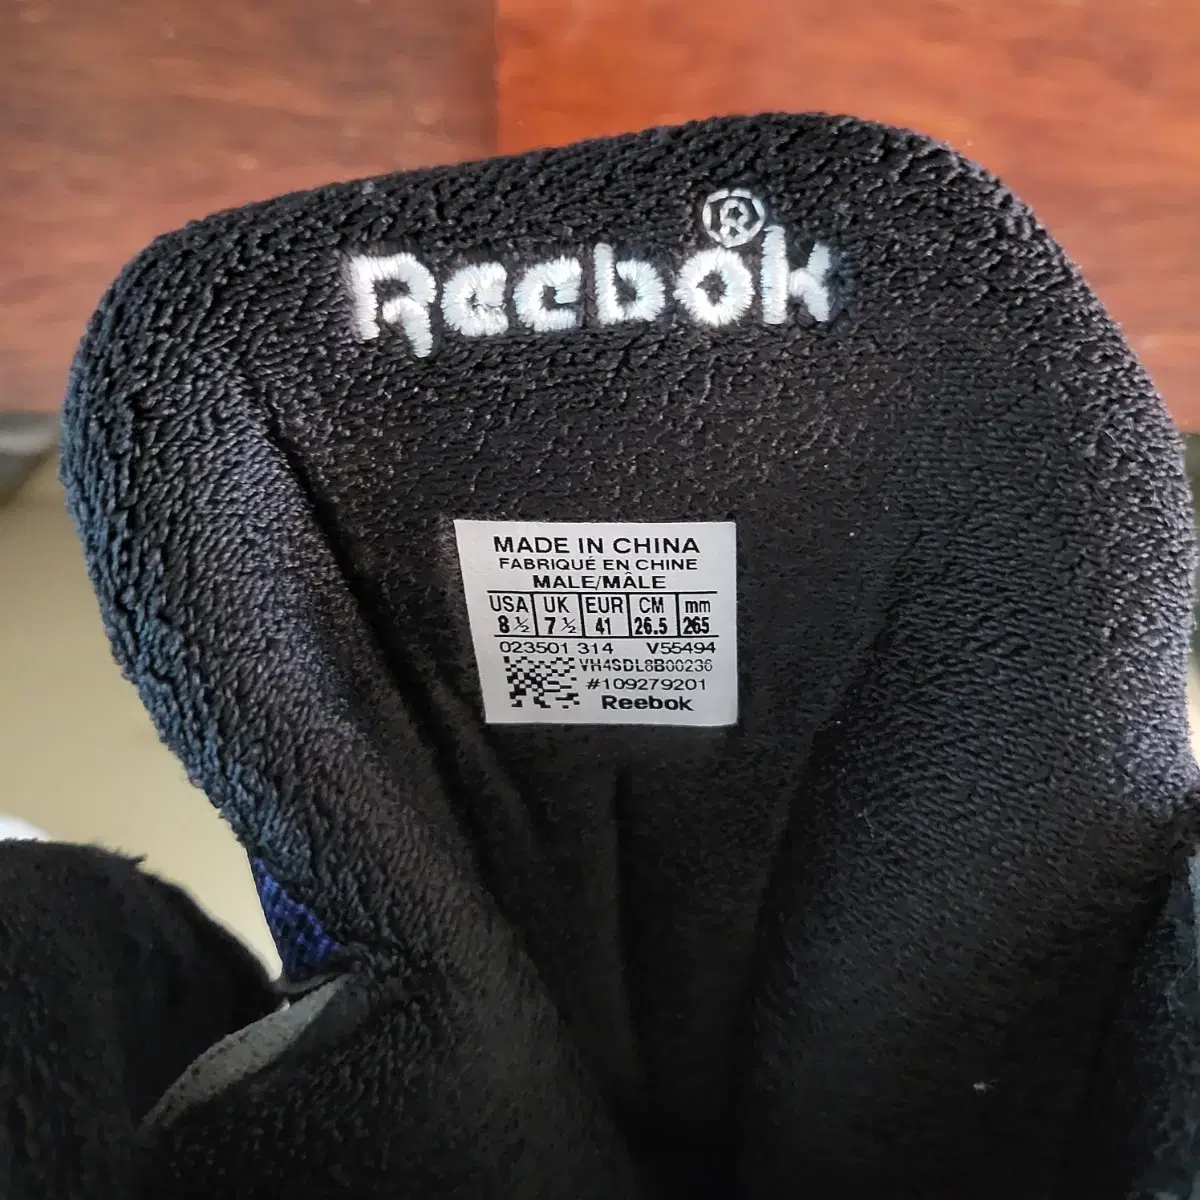 Reebok®
MADE IN CHINA
FABRIQUÉ EN CHINE
MALE/MÂLE
USA UK EUR CM mm
8 ½ 7 ½ 41 26.5 265
023501 314 V55494
VH4SDL8B00236
#109279201
Reebok